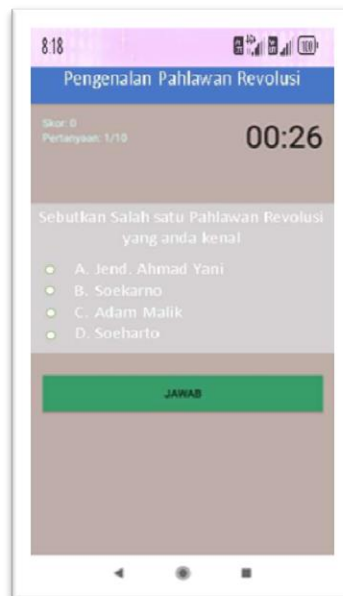 8:18
Pengenalan Pahlawan Revolusi
Skor: 0
Pertanyaan: 1/10
00:26
Sebutkan Salah satu Pahlawan Revolusi
yang anda kenal
A. Jend. Ahmad Yani
B. Soekarno
C. Adam Malik
D. Soeharto
JAWAB